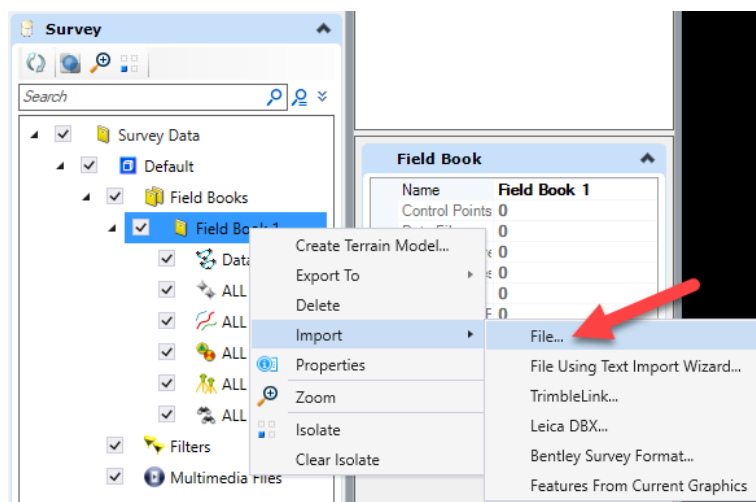 Survey
Search
Survey Data
Default
Field Books
Field Bo
Data
ALL
ALL
ALL
ALL
ALL
Filters
Multimedia Files
Field Book
Name Field Book 1
Control Points 0
0
0
0
0
0
Create Terrain Model...
Export To
Delete
Import
Properties
Zoom
Isolate
Clear Isolate
File...
File Using Text Import Wizard...
TrimbleLink...
Leica DBX...
Bentley Survey Format...
Features From Current Graphics